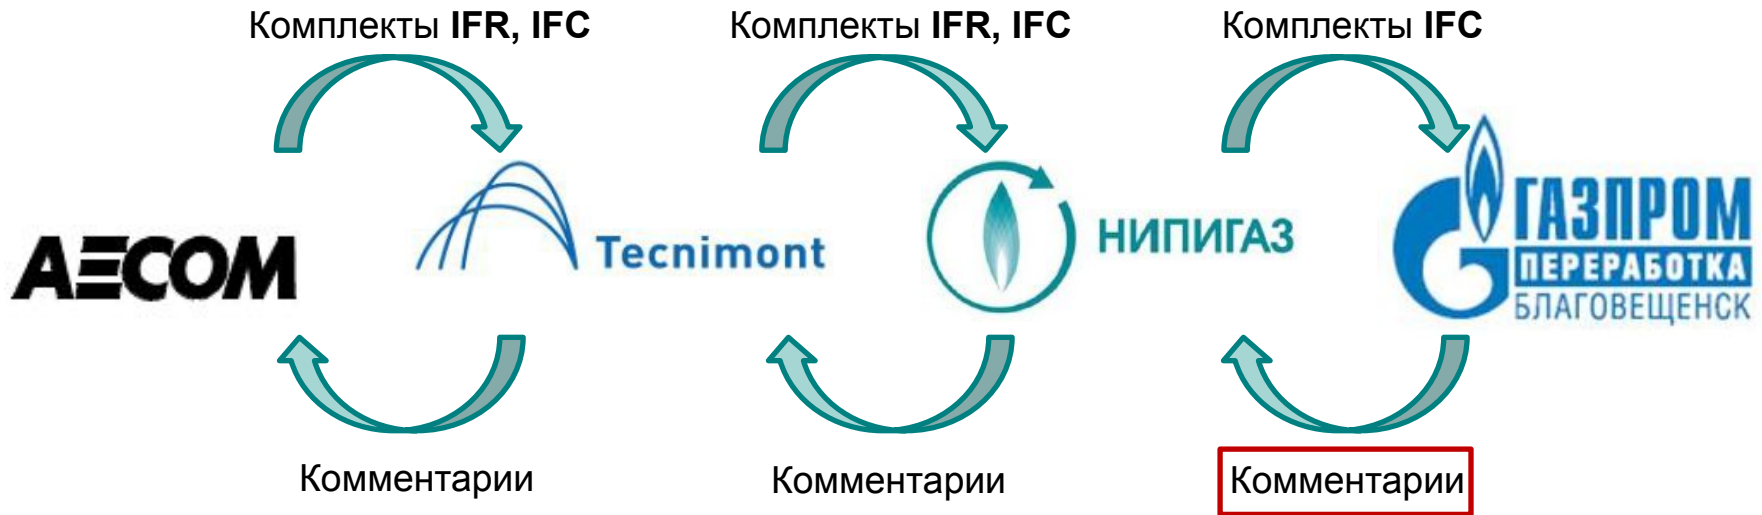 Комплекты IFR, IFC
Комплекты IFR, IFC
Комплекты IFC
AECOM
Tecnimont
НИПИГАЗ
ГАЗПРОМ
ПЕРЕРАБОТКА
БЛАГОВЕЩЕНСК
Комментарии
Комментарии
Комментарии